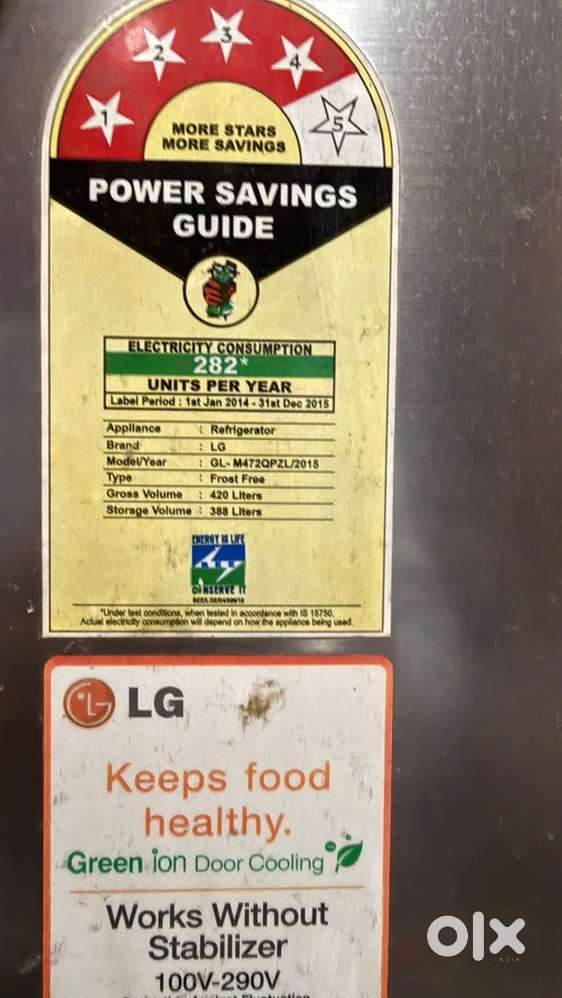 1 2 3 4 5
MORE STARS
MORE SAVINGS
POWER SAVINGS
GUIDE
ELECTRICITY CONSUMPTION
282*
UNITS PER YEAR
Label Period : 1st Jan 2014 - 31st Dec 2015
Appliance : Refrigerator
Brand : LG
Model/Year : GL- M472QPZL/2015
Type : Frost Free
Gross Volume : 420 Liters
Storage Volume : 388 Liters
ENERGY IS LIFE
CONSERVE IT
*Under test conditions, when tested in accordance with IS 15750.
Actual electricity consumption will depend on how the appliance being used.
LG
Keeps food
healthy.
Green ion Door Cooling
Works Without
Stabilizer
100V-290V
olx
INDIA